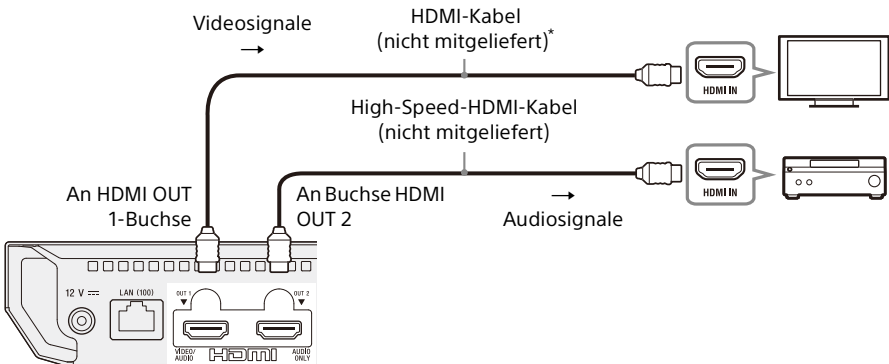 Videosignale
→
HDMI-Kabel
(nicht mitgeliefert)*
HDMI IN
High-Speed-HDMI-Kabel
(nicht mitgeliefert)
HDMI IN
An HDMI OUT
1-Buchse
An Buchse HDMI
OUT 2
→
Audiosignale
12 V
LAN (100)
OUT 1
OUT 2
VIDEO/
AUDIO
HDMI
AUDIO
ONLY